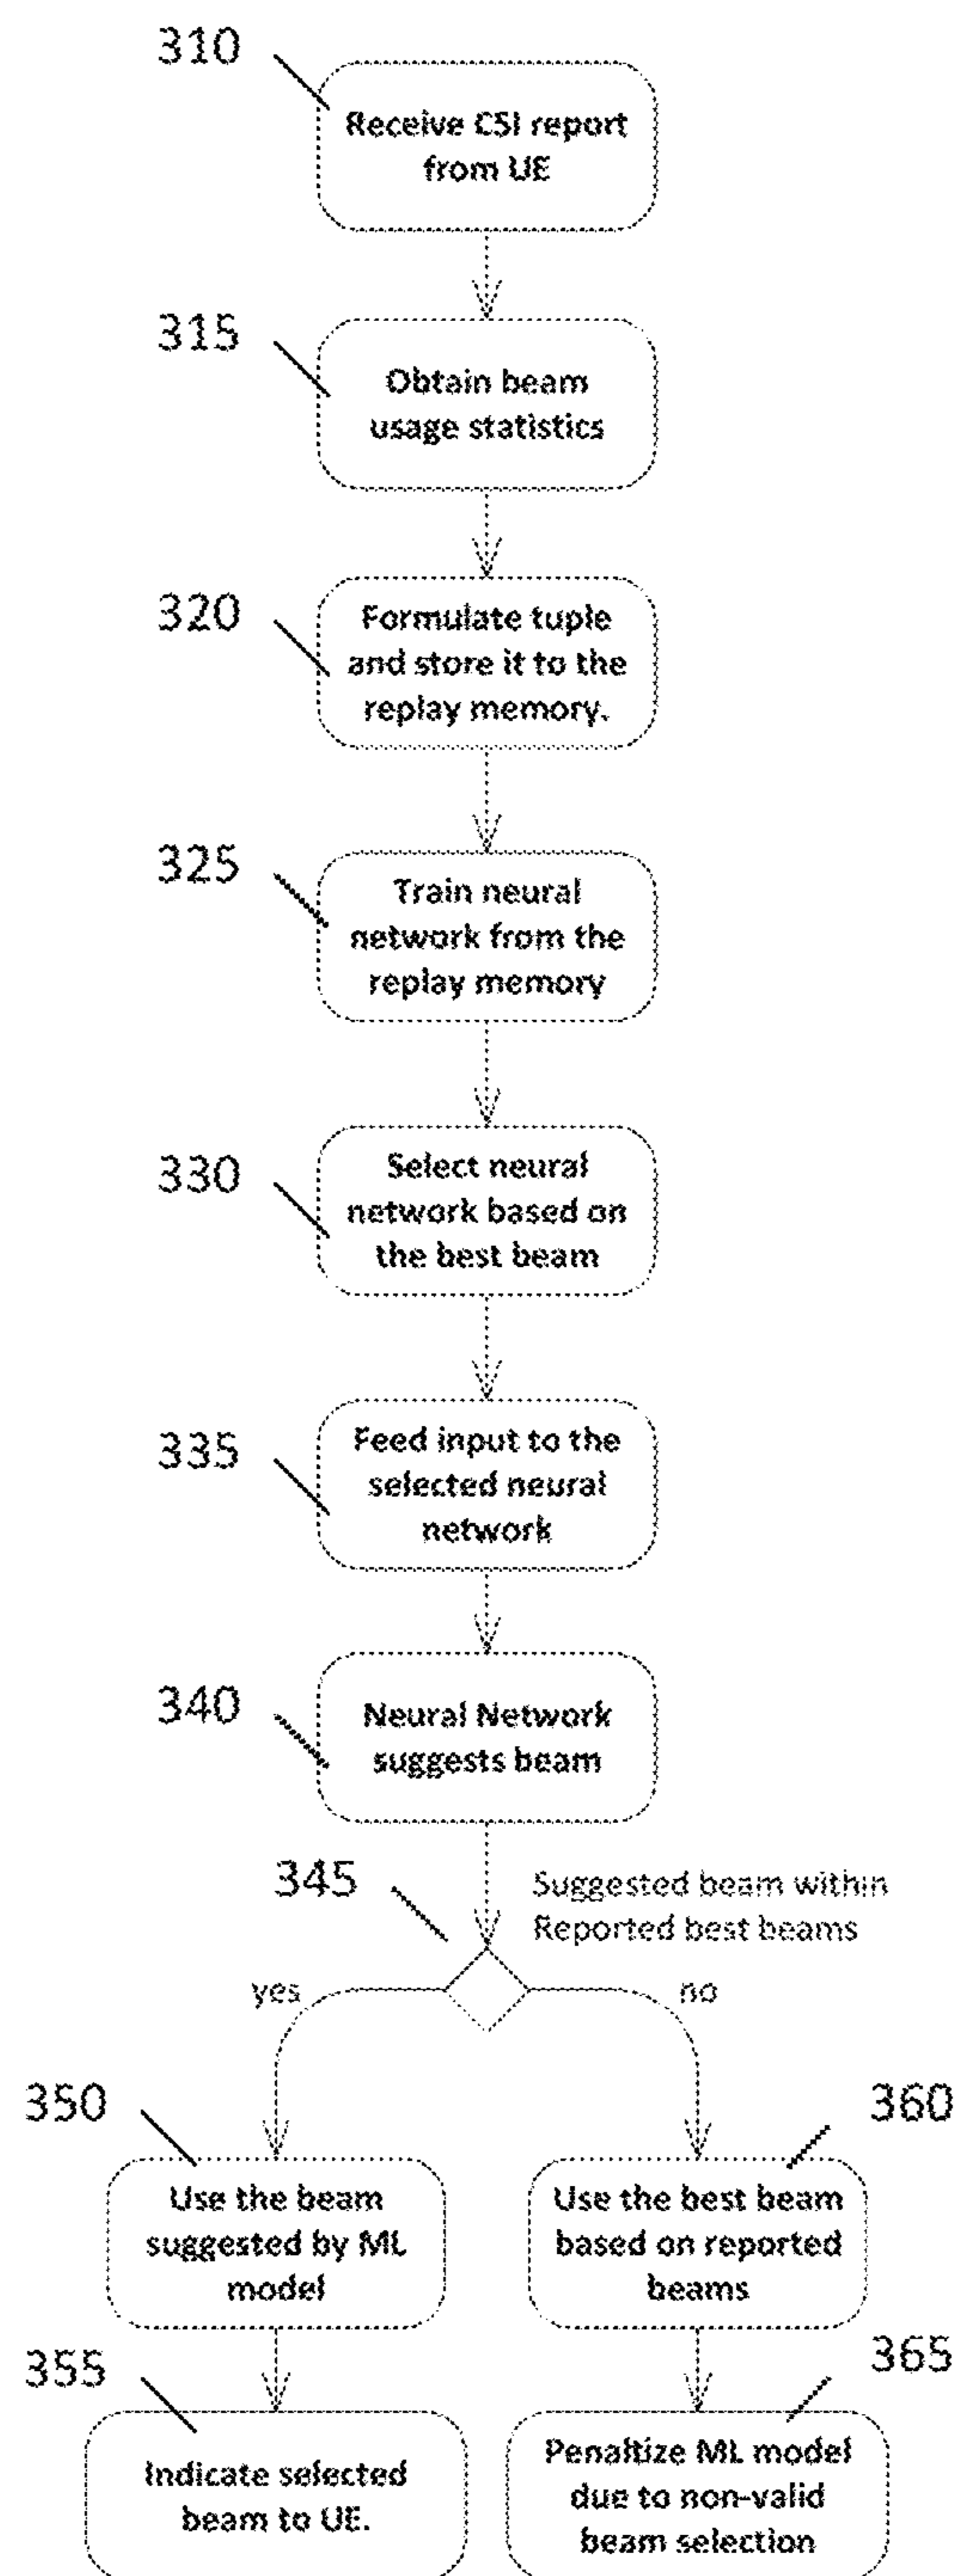 310
Receive CSI report
from UE
315
Obtain beam
usage statistics
320
Formulate tuple
and store it to the
replay memory.
325
Train neural
network from the
replay memory
330
Select neural
network based on
the best beam
335
Feed input to the
selected neural
network
340
Neural Network
suggests beam
345
Suggested beam within
Reported best beams
yes
no
350
Use the beam
suggested by ML
model
360
Use the best beam
based on reported
beams
355
Indicate selected
beam to UE.
365
Penaltize ML model
due to non-valid
beam selection